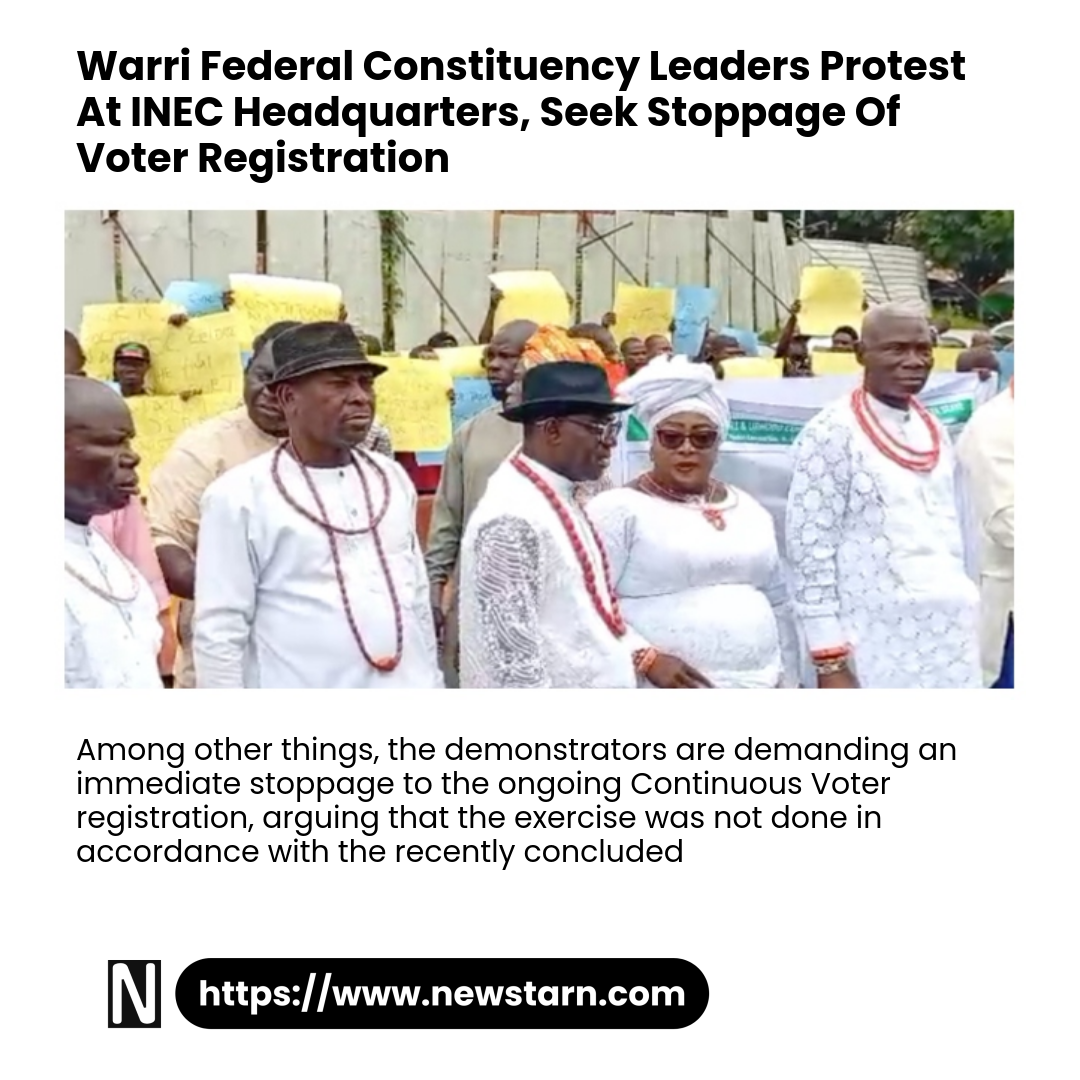 Warri Federal Constituency Leaders Protest
At INEC Headquarters, Seek Stoppage Of
Voter Registration
Among other things, the demonstrators are demanding an
immediate stoppage to the ongoing Continuous Voter
registration, arguing that the exercise was not done in
accordance with the recently concluded
N
https://www.newstarn.com